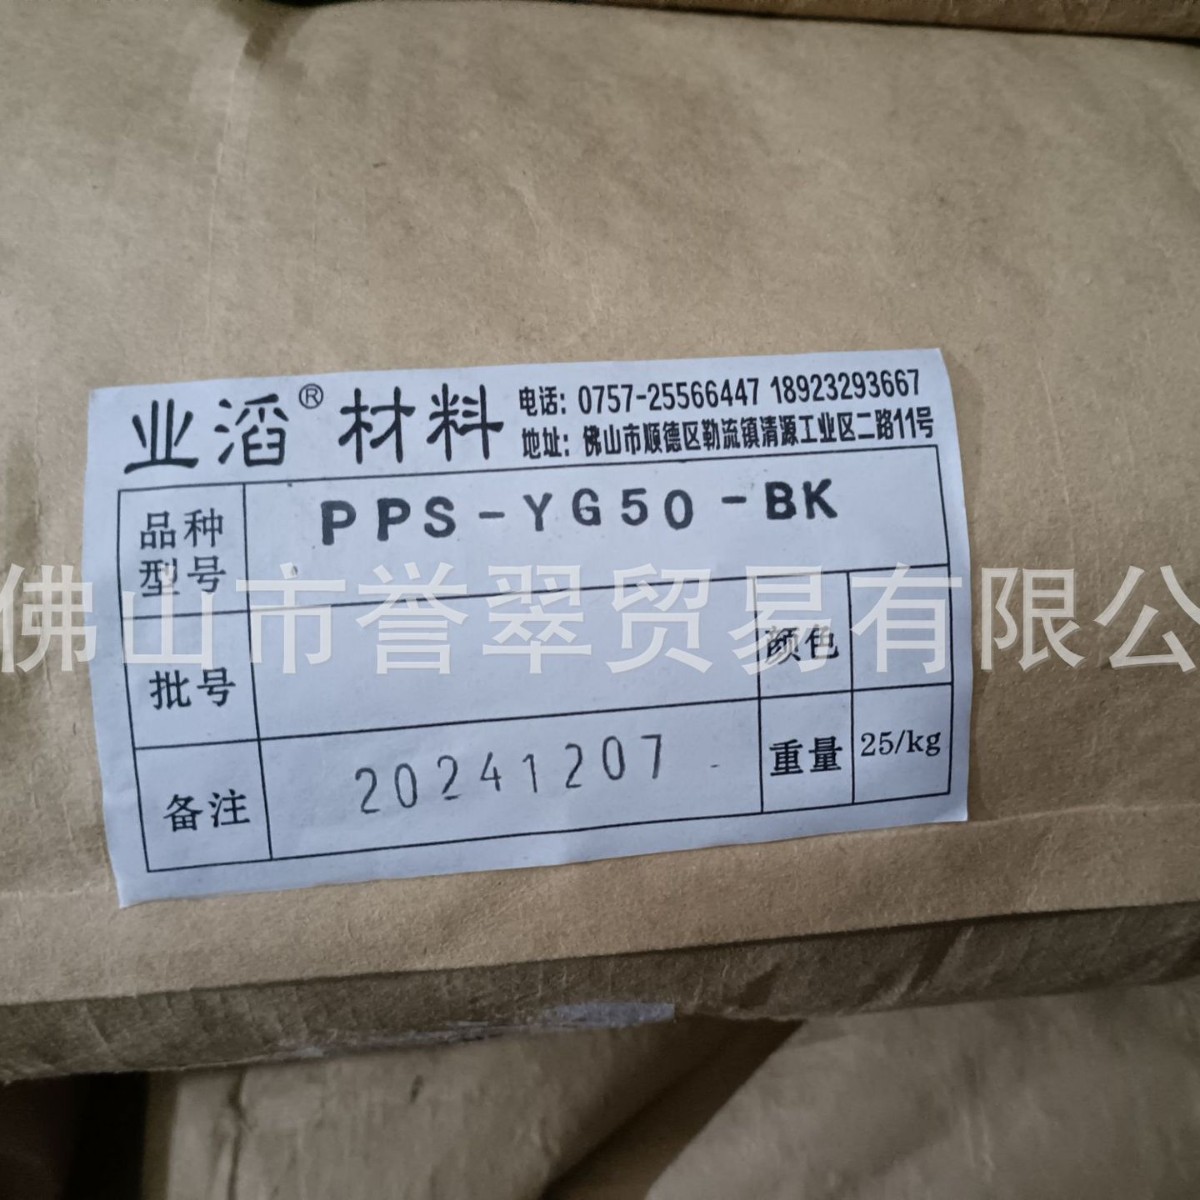 业滔® 材料
电话：0757-25566447 18923293667
地址：佛山市顺德区勒流镇清源工业区二路11号
品种型号 PPS-YG50-BK
批号 颜色
备注 20241207 重量 25/kg
佛山市誉翠贸易有限公